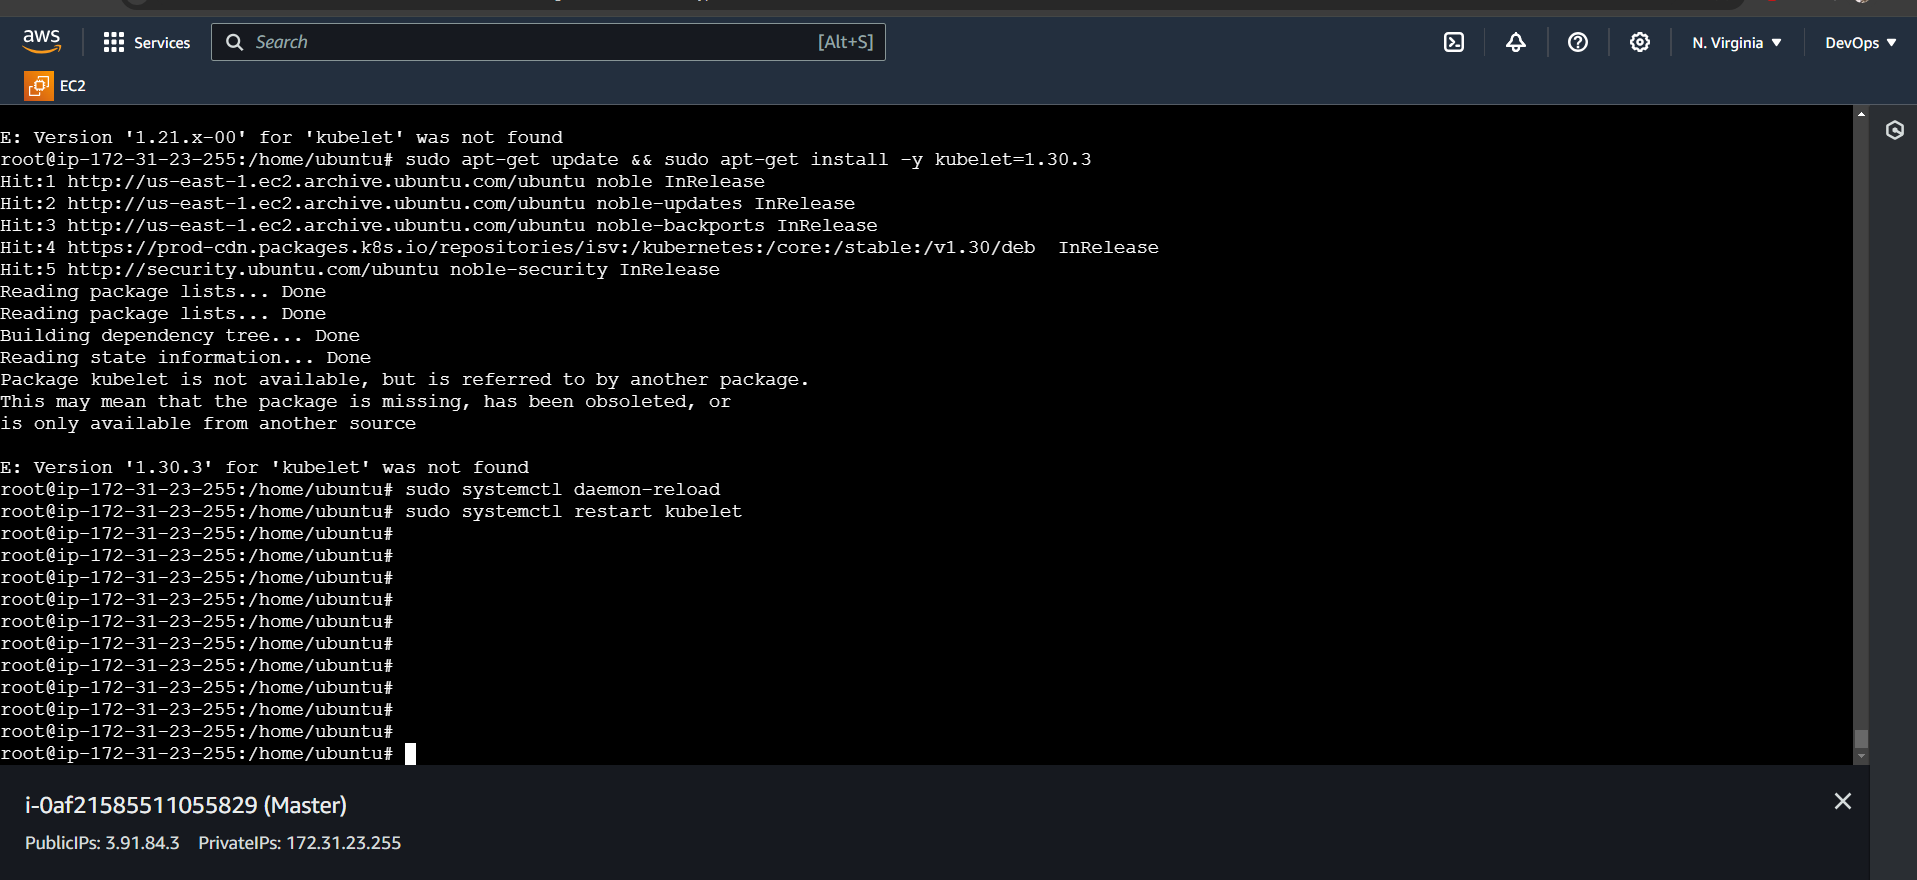 aws
Services
Search
[Alt+S]
N. Virginia
DevOps
EC2
E: Version '1.21.x-00' for 'kubelet' was not found
root@ip-172-31-23-255:/home/ubuntu# sudo apt-get update && sudo apt-get install -y kubelet=1.30.3
Hit:1 http://us-east-1.ec2.archive.ubuntu.com/ubuntu noble InRelease
Hit:2 http://us-east-1.ec2.archive.ubuntu.com/ubuntu noble-updates InRelease
Hit:3 http://us-east-1.ec2.archive.ubuntu.com/ubuntu noble-backports InRelease
Hit:4 https://prod-cdn.packages.k8s.io/repositories/isv:/kubernetes:/core:/stable:/v1.30/deb  InRelease
Hit:5 http://security.ubuntu.com/ubuntu noble-security InRelease
Reading package lists... Done
Reading package lists... Done
Building dependency tree... Done
Reading state information... Done
Package kubelet is not available, but is referred to by another package.
This may mean that the package is missing, has been obsoleted, or
is only available from another source
E: Version '1.30.3' for 'kubelet' was not found
root@ip-172-31-23-255:/home/ubuntu# sudo systemctl daemon-reload
root@ip-172-31-23-255:/home/ubuntu# sudo systemctl restart kubelet
root@ip-172-31-23-255:/home/ubuntu#
root@ip-172-31-23-255:/home/ubuntu#
root@ip-172-31-23-255:/home/ubuntu#
root@ip-172-31-23-255:/home/ubuntu#
root@ip-172-31-23-255:/home/ubuntu#
root@ip-172-31-23-255:/home/ubuntu#
root@ip-172-31-23-255:/home/ubuntu#
root@ip-172-31-23-255:/home/ubuntu#
root@ip-172-31-23-255:/home/ubuntu#
root@ip-172-31-23-255:/home/ubuntu#
root@ip-172-31-23-255:/home/ubuntu#
i-0af21585511055829 (Master)
PublicIPs: 3.91.84.3 PrivateIPs: 172.31.23.255